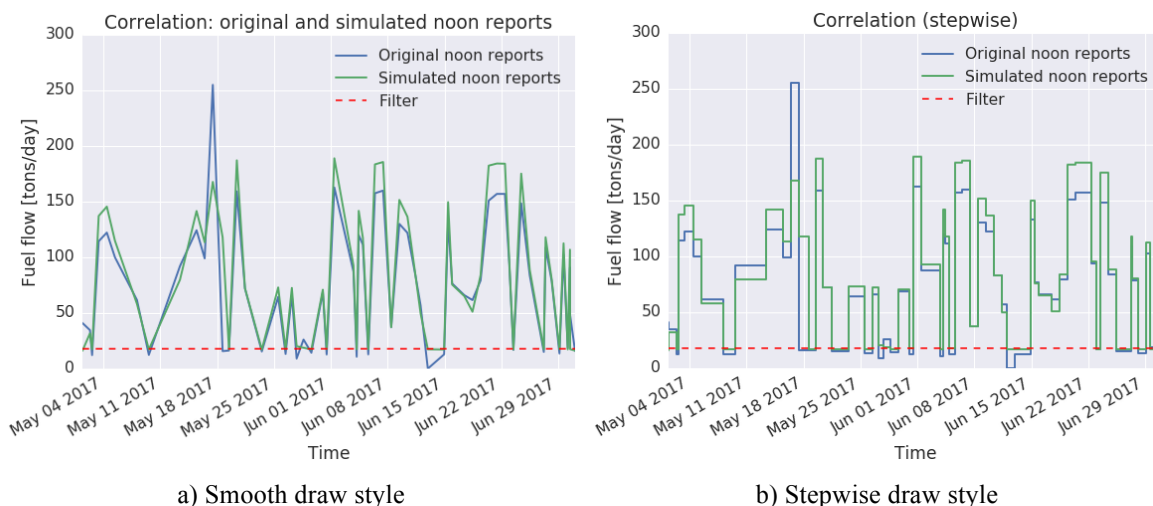 Correlation: original and simulated noon reports
300
250
200
150
100
50
0
Fuel flow [tons/day]
Original noon reports
Simulated noon reports
Filter
May 04 2017
May 11 2017
May 18 2017
May 25 2017
Jun 01 2017
Jun 08 2017
Jun 15 2017
Jun 22 2017
Jun 29 2017
Time
a) Smooth draw style
Correlation (stepwise)
300
250
200
150
100
50
0
Fuel flow [tons/day]
Original noon reports
Simulated noon reports
Filter
May 04 2017
May 11 2017
May 18 2017
May 25 2017
Jun 01 2017
Jun 08 2017
Jun 15 2017
Jun 22 2017
Jun 29 2017
Time
b) Stepwise draw style